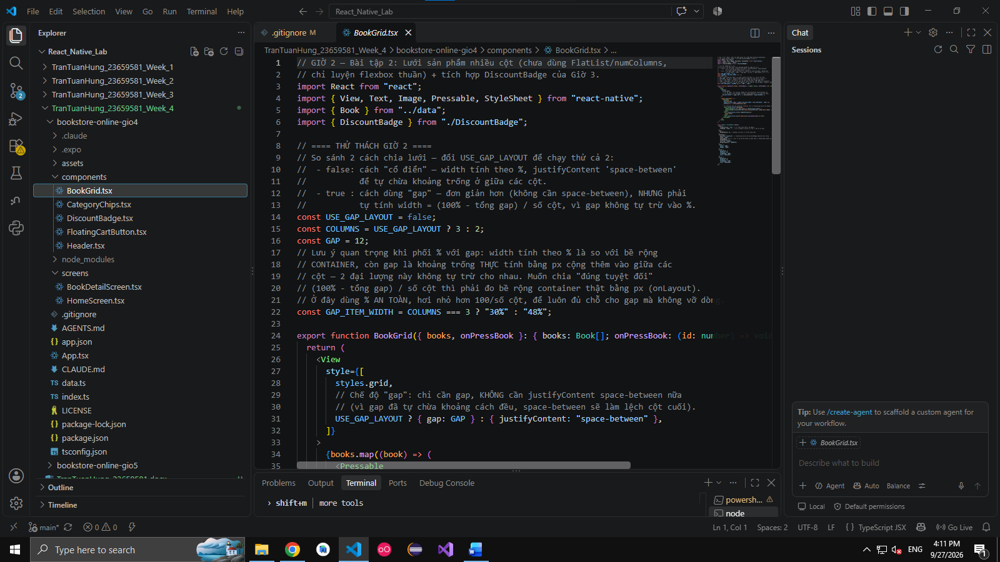 File Edit Selection View Go Run Terminal Help
React_Native_Lab
Explorer
React_Native_Lab
TranTuanHung_23659581_Week_1
TranTuanHung_23659581_Week_2
TranTuanHung_23659581_Week_3
TranTuanHung_23659581_Week_4
bookstore-online-gio4
.claude
.expo
assets
components
BookGrid.tsx
CategoryChips.tsx
DiscountBadge.tsx
FloatingCartButton.tsx
Header.tsx
node_modules
screens
BookDetailScreen.tsx
HomeScreen.tsx
.gitignore
AGENTS.md
app.json
App.tsx
CLAUDE.md
TS data.ts
TS index.ts
LICENSE
package-lock.json
package.json
tsconfig.json
bookstore-online-gio5
TranTuanHung_23659581.docx
Outline
Timeline
2
.gitignore M
BookGrid.tsx
TranTuanHung_23659581_Week_4 > bookstore-online-gio4 > components > BookGrid.tsx > ...
1 // GIỜ 2 — Bài tập 2: Lưới sản phẩm nhiều cột (chưa dùng FlatList/numColumns,
2 // chỉ luyện flexbox thuần) + tích hợp DiscountBadge của Giờ 3.
3 import React from "react";
4 import { View, Text, Image, Pressable, StyleSheet } from "react-native";
5 import { Book } from "../data";
6 import { DiscountBadge } from "./DiscountBadge";
7
8 // ==== THỬ THÁCH GIỜ 2 ====
9 // So sánh 2 cách chia lưới — đổi USE_GAP_LAYOUT để chạy thử cả 2:
10 // - false: cách "cổ điển" — width tính theo %, justifyContent 'space-between'
11 // để tự chừa khoảng trống ở giữa các cột.
12 // - true : cách dùng "gap" — đơn giản hơn (không cần space-between), NHƯNG phải
13 // tự tính width = (100% - tổng gap) / số cột, vì gap không tự trừ vào %.
14 const USE_GAP_LAYOUT = false;
15 const COLUMNS = USE_GAP_LAYOUT ? 3 : 2;
16 const GAP = 12;
17 // Lưu ý quan trọng khi phối % với gap: width tính theo % là so với bề rộng
18 // CONTAINER, còn gap là khoảng trống THỰC tính bằng px cộng thêm vào giữa các
19 // cột — 2 đại lượng này không tự trừ cho nhau. Muốn chia "đúng tuyệt đối"
20 // (100% - tổng gap) / số cột thì phải đo bề rộng container thật bằng px (onLayout).
21 // Ở đây dùng % AN TOÀN, hơi nhỏ hơn 100/số cột, để luôn đủ chỗ cho gap mà không vỡ dòng.
22 const GAP_ITEM_WIDTH = COLUMNS === 3 ? "30%" : "48%";
23
24 export function BookGrid({ books, onPressBook }: { books: Book[]; onPressBook: (id: number) => void
25 return (
26 <View
27 style={[
28 styles.grid,
29 // Chế độ "gap": chỉ cần gap, KHÔNG cần justifyContent space-between nữa
30 // (vì gap đã tự chừa khoảng cách đều, space-between sẽ làm lệch cột cuối).
31 USE_GAP_LAYOUT ? { gap: GAP } : { justifyContent: "space-between" },
32 ]}
33 >
34 {books.map((book) => (
35 <Pressable
Problems Output Terminal Ports Debug Console
› shift+m | more tools
powersh...
node
Chat
Sessions
Tip: Use /create-agent to scaffold a custom agent for
your workflow.
BookGrid.tsx
Describe what to build
Agent Auto Balance
Local Default permissions
main* 0 0
Ln 1, Col 1 Spaces: 2 UTF-8 LF { } TypeScript JSX Go Live
Type here to search
ENG
4:11 PM
9/27/2026
1